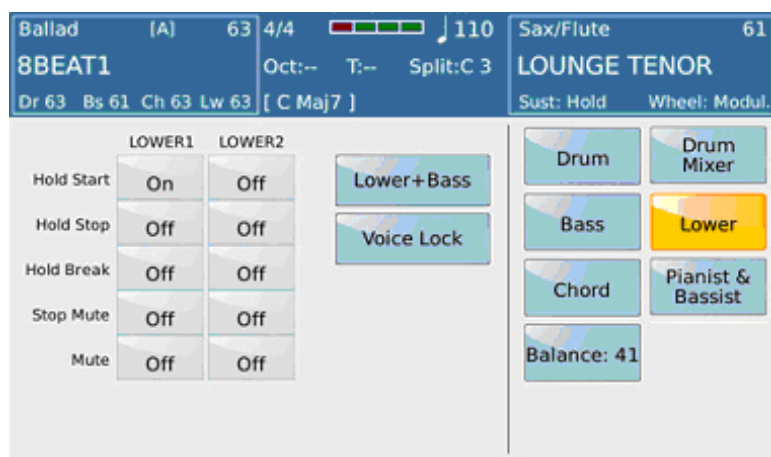 Ballad [A] 63
8BEAT1
Dr 63 Bs 61 Ch 63 Lw 63
4/4 ♩110
Oct:-- T:-- Split:C 3
[ C Maj7 ]
Sax/Flute 61
LOUNGE TENOR
Sust: Hold Wheel: Modul.
LOWER1 LOWER2
Hold Start On Off
Hold Stop Off Off
Hold Break Off Off
Stop Mute Off Off
Mute Off Off
Lower+Bass
Voice Lock
Drum
Drum
Mixer
Bass
Lower
Chord
Pianist &
Bassist
Balance: 41